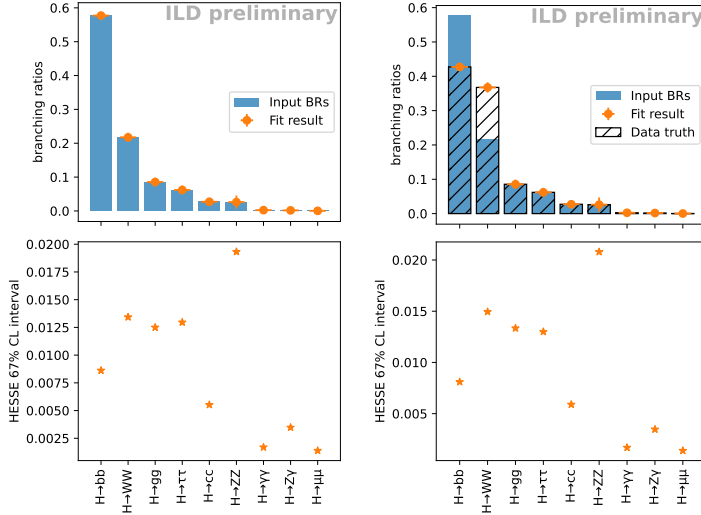 ILD preliminary
0.6
0.5
0.4
0.3
0.2
0.1
0.0
branching ratios
Input BRs
Fit result
ILD preliminary
0.6
0.5
0.4
0.3
0.2
0.1
0.0
branching ratios
Input BRs
Fit result
Data truth
0.0200
0.0175
0.0150
0.0125
0.0100
0.0075
0.0050
0.0025
HESSE 67% CL interval
H→bb
H→WW
H→gg
H→ττ
H→cc
H→ZZ
H→γγ
H→Zγ
H→μμ
0.020
0.015
0.010
0.005
HESSE 67% CL interval
H→bb
H→WW
H→gg
H→ττ
H→cc
H→ZZ
H→γγ
H→Zγ
H→μμ